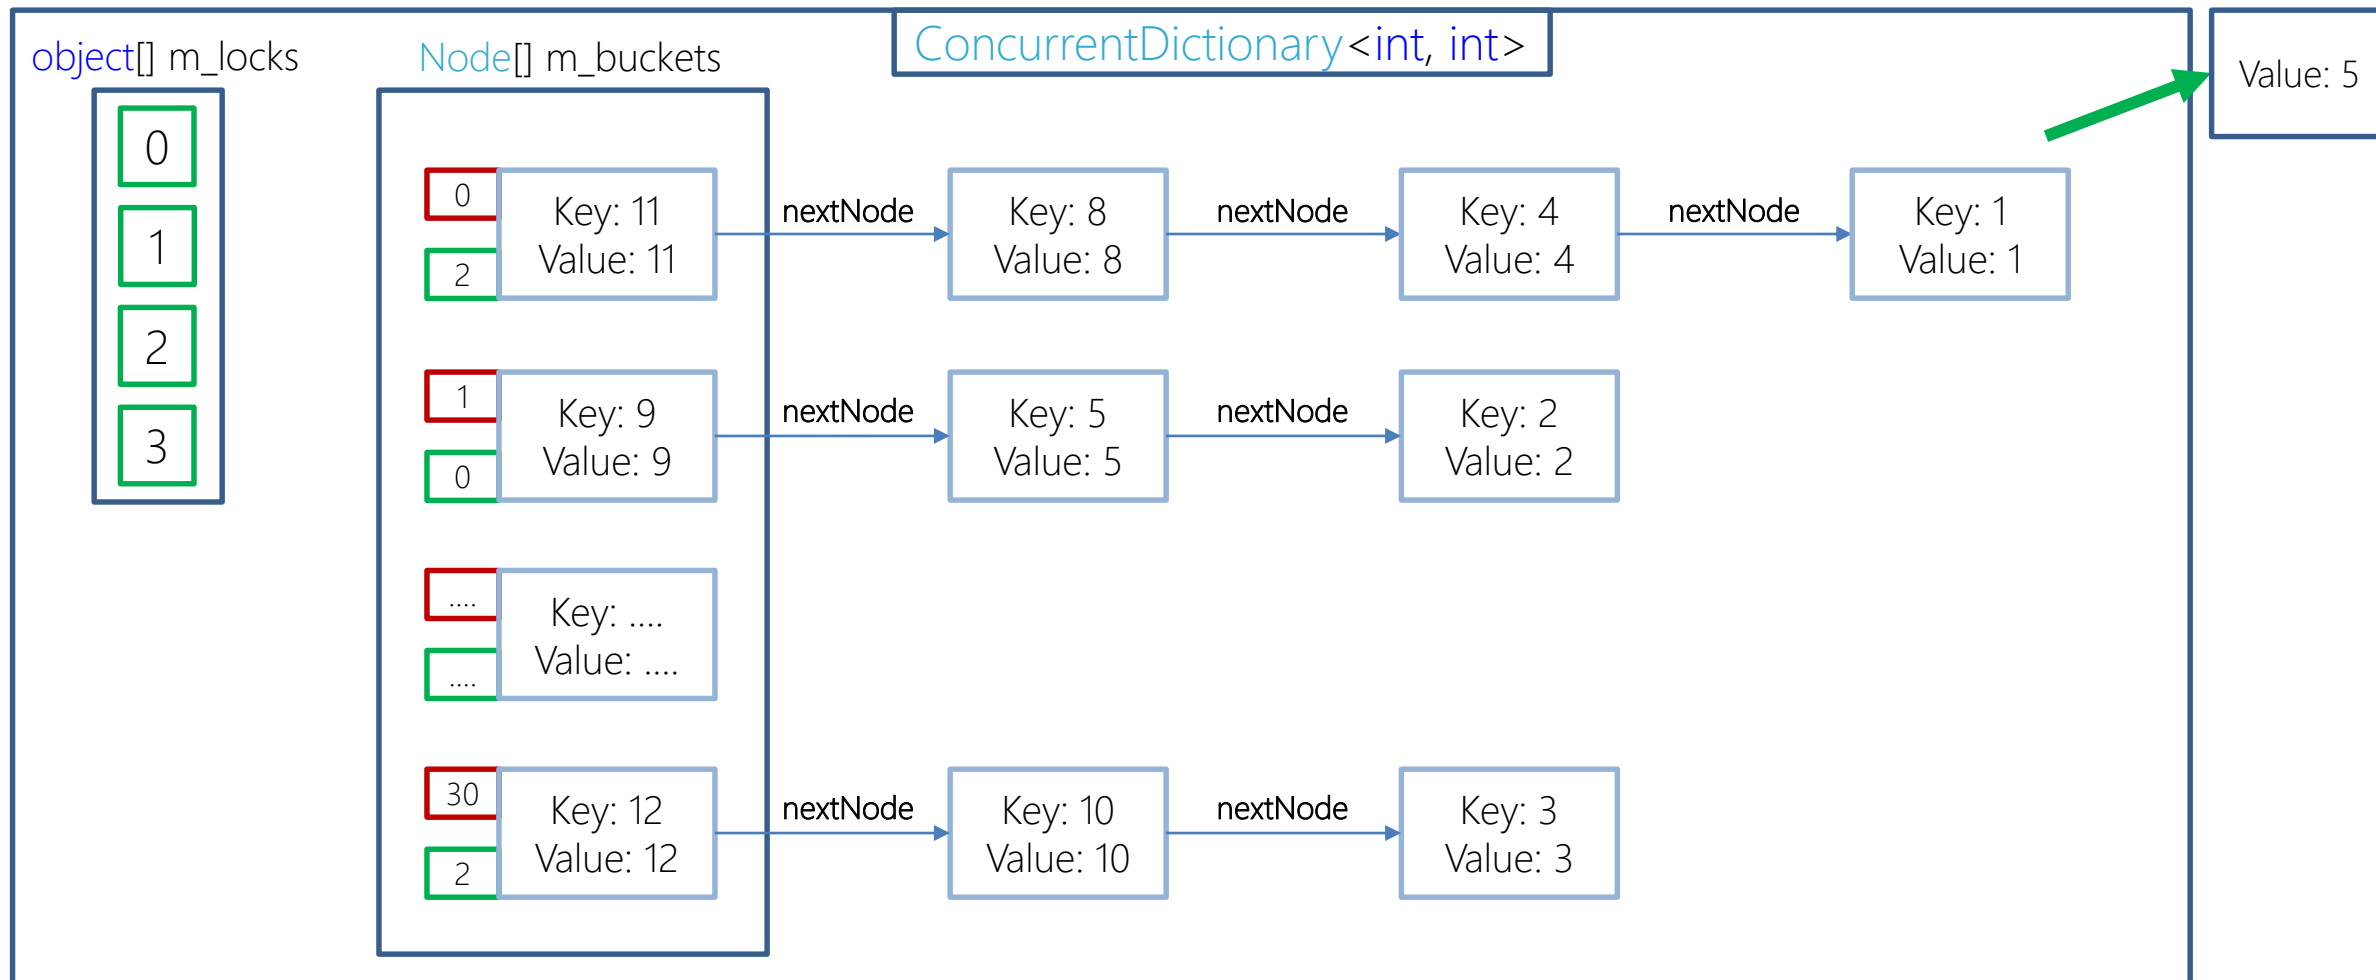 ConcurrentDictionary<int, int>
object[] m_locks
Node[] m_buckets
Value: 5
0
1
2
3
0
2
Key: 11
Value: 11
nextNode
Key: 8
Value: 8
nextNode
Key: 4
Value: 4
nextNode
Key: 1
Value: 1
1
0
Key: 9
Value: 9
nextNode
Key: 5
Value: 5
nextNode
Key: 2
Value: 2
....
....
Key: ....
Value: ....
30
2
Key: 12
Value: 12
nextNode
Key: 10
Value: 10
nextNode
Key: 3
Value: 3